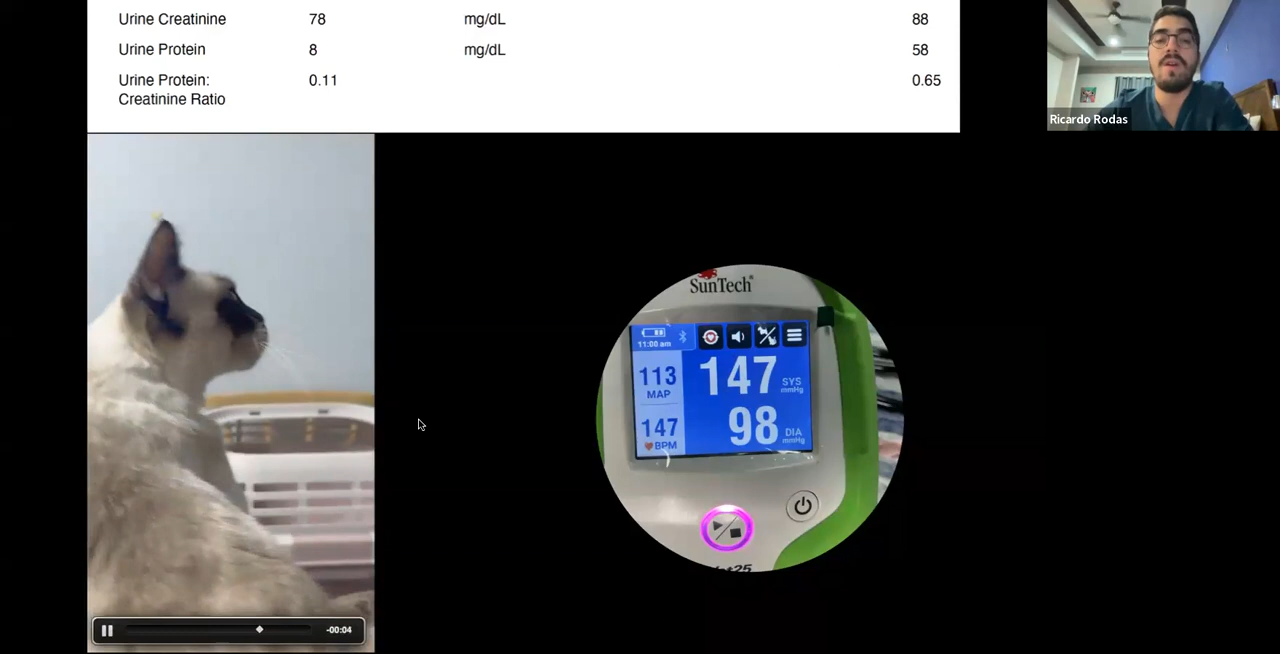 Urine Creatinine 78 mg/dL 88
Urine Protein 8 mg/dL 58
Urine Protein: 0.11 0.65
Creatinine Ratio
Ricardo Rodas
SunTech®
11:00 am
147 SYS
mmHg
113
MAP
98 DIA
mmHg
147
BPM
-00:04